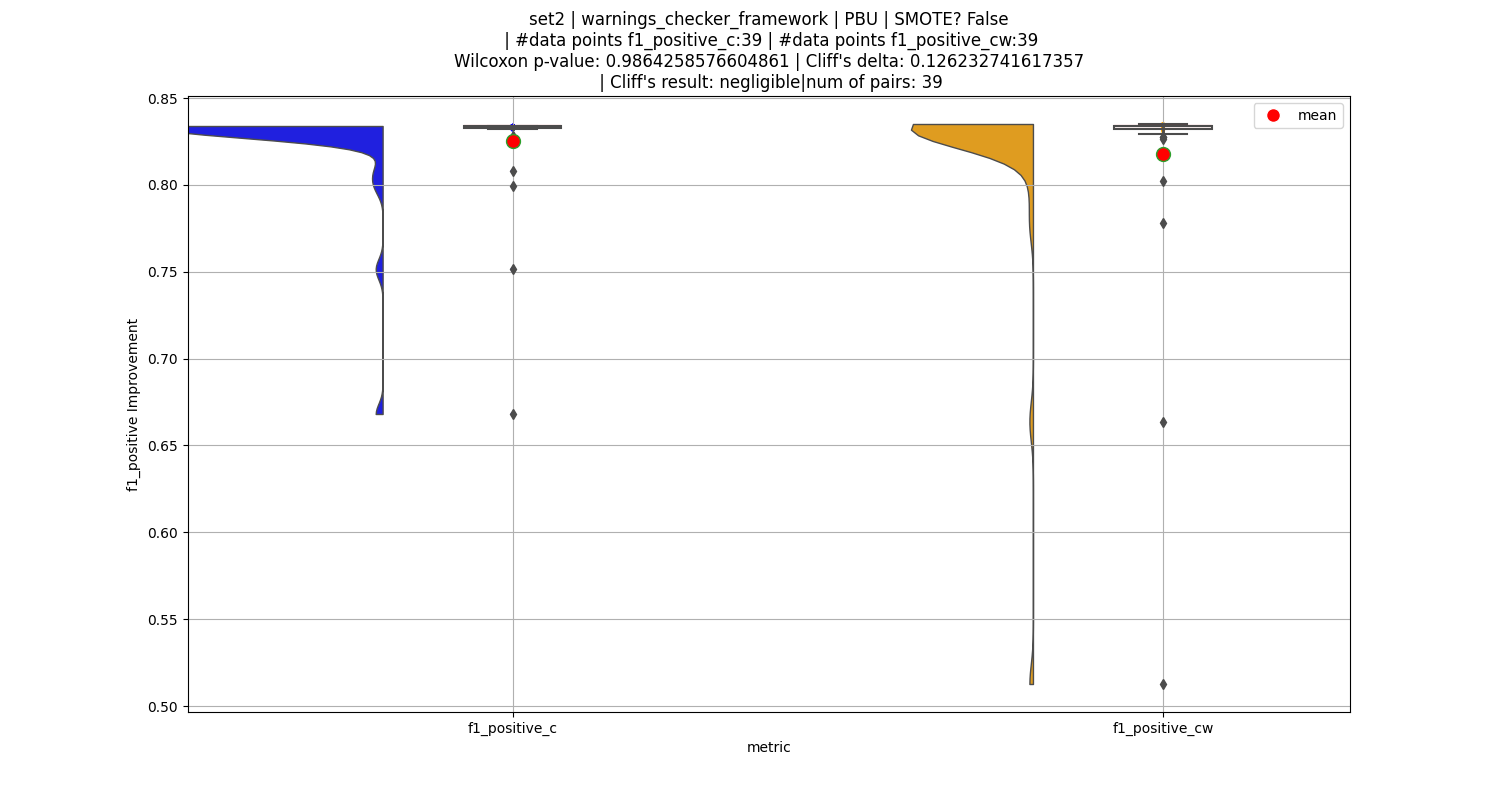 set2 | warnings_checker_framework | PBU | SMOTE? False
| #data points f1_positive_c:39 | #data points f1_positive_cw:39
Wilcoxon p-value: 0.9864258576604861 | Cliff's delta: 0.126232741617357
| Cliff's result: negligible|num of pairs: 39
mean
0.85
0.80
0.75
0.70
0.65
0.60
0.55
0.50
f1_positive Improvement
f1_positive_c
f1_positive_cw
metric